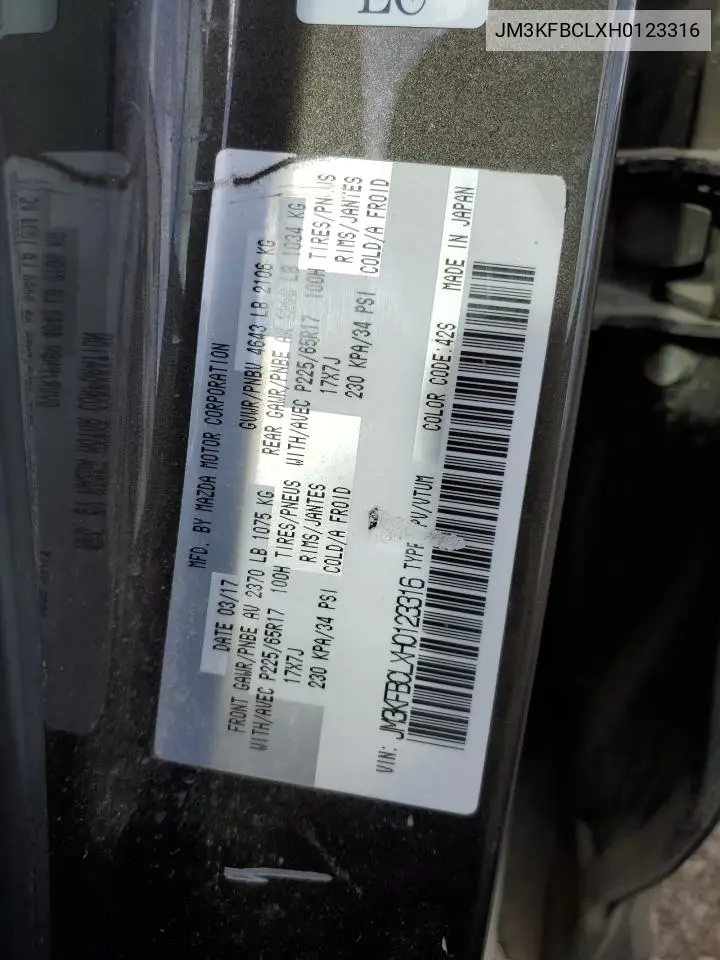 JM3KFBCLXH0123316
MFD. BY MAZDA MOTOR CORPORATION
DATE 03/17 GVWR/PNBV 4643 LB 2106 KG
FRONT GAWR/PNBE AV 2370 LB 1075 KG REAR GAWR/PNBE AR LB 1034 KG
WITH/AVEC P225/65R17 100H TIRES/PNEUS WITH/AVEC P225/65R17 100H TIRES/PNEUS
17X7J RIMS/JANTES 17X7J RIMS/JANTES
230 KPA/34 PSI COLD/A FROID 230 KPA/34 PSI COLD/A FROID
COLOR CODE:42S MADE IN JAPAN
VIN: JM3KFBCLXH0123316 TYPE PV/VTUM